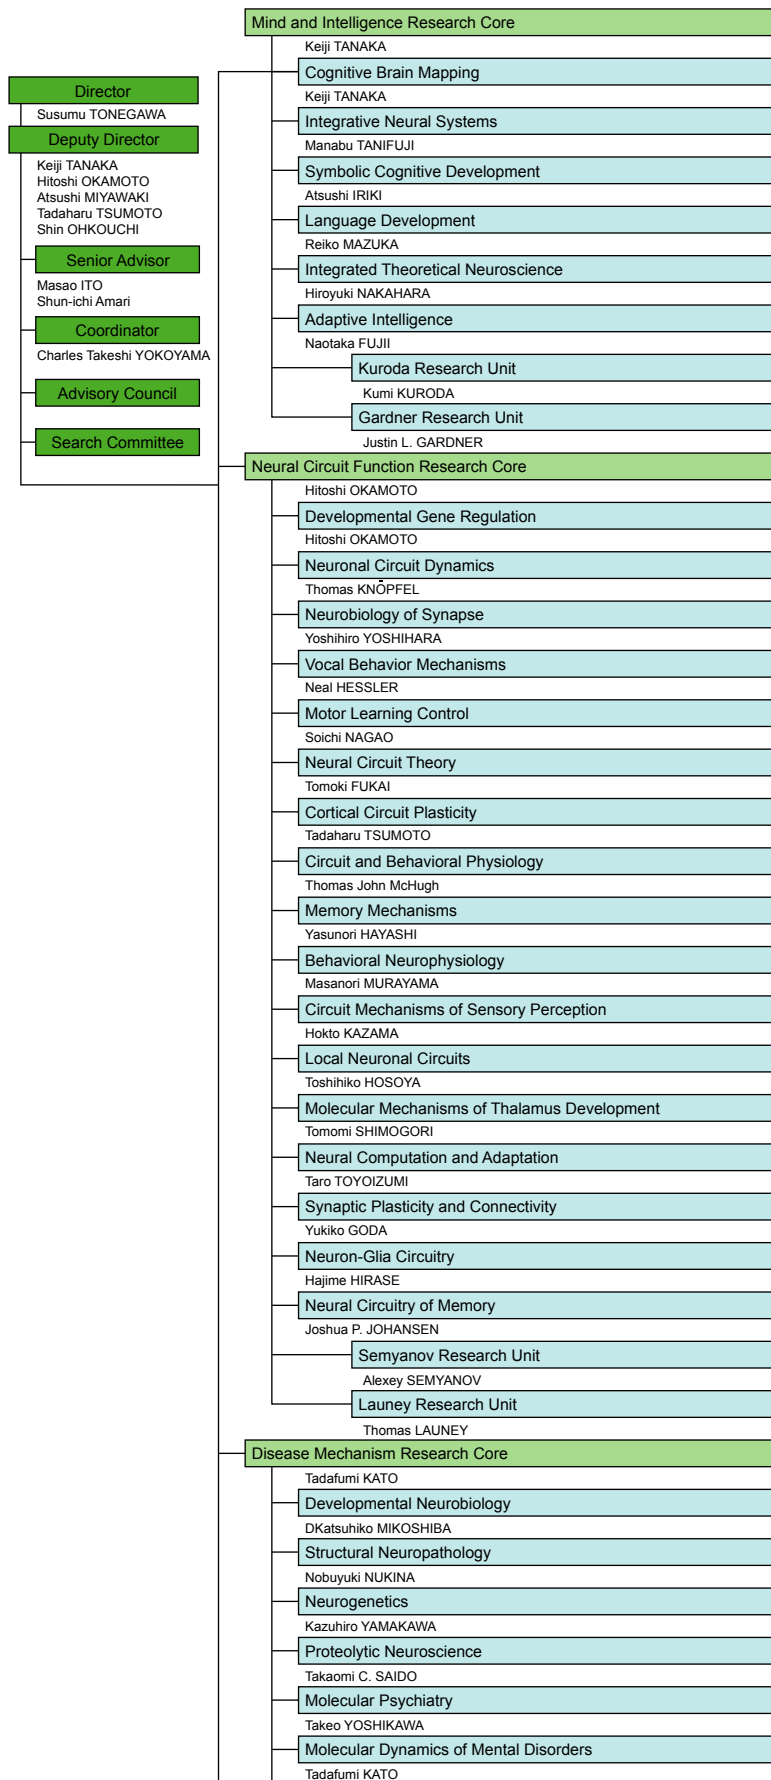 Director
Susumu TONEGAWA
Deputy Director
Keiji TANAKA
Hitoshi OKAMOTO
Atsushi MIYAWAKI
Tadaharu TSUMOTO
Shin OHKOUCHI
Senior Advisor
Masao ITO
Shun-ichi Amari
Coordinator
Charles Takeshi YOKOYAMA
Advisory Council
Search Committee
Mind and Intelligence Research Core
Keiji TANAKA
Cognitive Brain Mapping
Keiji TANAKA
Integrative Neural Systems
Manabu TANIFUJI
Symbolic Cognitive Development
Atsushi IRIKI
Language Development
Reiko MAZUKA
Integrated Theoretical Neuroscience
Hiroyuki NAKAHARA
Adaptive Intelligence
Naotaka FUJII
Kuroda Research Unit
Kumi KURODA
Gardner Research Unit
Justin L. GARDNER
Neural Circuit Function Research Core
Hitoshi OKAMOTO
Developmental Gene Regulation
Hitoshi OKAMOTO
Neuronal Circuit Dynamics
Thomas KNÖPFEL
Neurobiology of Synapse
Yoshihiro YOSHIHARA
Vocal Behavior Mechanisms
Neal HESSLER
Motor Learning Control
Soichi NAGAO
Neural Circuit Theory
Tomoki FUKAI
Cortical Circuit Plasticity
Tadaharu TSUMOTO
Circuit and Behavioral Physiology
Thomas John McHugh
Memory Mechanisms
Yasunori HAYASHI
Behavioral Neurophysiology
Masanori MURAYAMA
Circuit Mechanisms of Sensory Perception
Hokto KAZAMA
Local Neuronal Circuits
Toshihiko HOSOYA
Molecular Mechanisms of Thalamus Development
Tomomi SHIMOGORI
Neural Computation and Adaptation
Taro TOYOIZUMI
Synaptic Plasticity and Connectivity
Yukiko GODA
Neuron-Glia Circuitry
Hajime HIRASE
Neural Circuitry of Memory
Joshua P. JOHANSEN
Semyanov Research Unit
Alexey SEMYANOV
Launey Research Unit
Thomas LAUNEY
Disease Mechanism Research Core
Tadafumi KATO
Developmental Neurobiology
DKatsuhiko MIKOSHIBA
Structural Neuropathology
Nobuyuki NUKINA
Neurogenetics
Kazuhiro YAMAKAWA
Proteolytic Neuroscience
Takaomi C. SAIDO
Molecular Psychiatry
Takeo YOSHIKAWA
Molecular Dynamics of Mental Disorders
Tadafumi KATO